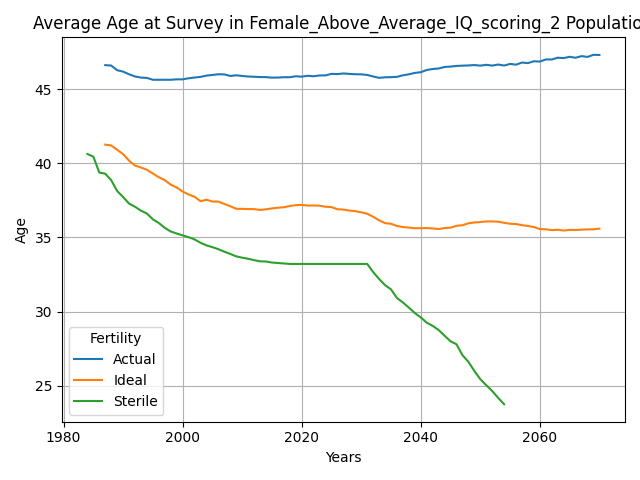 Average Age at Survey in Female_Above_Average_IQ_scoring_2 Populatio
45
40
35
30
25
Age
Fertility
Actual
Ideal
Sterile
1980
2000
2020
2040
2060
Years